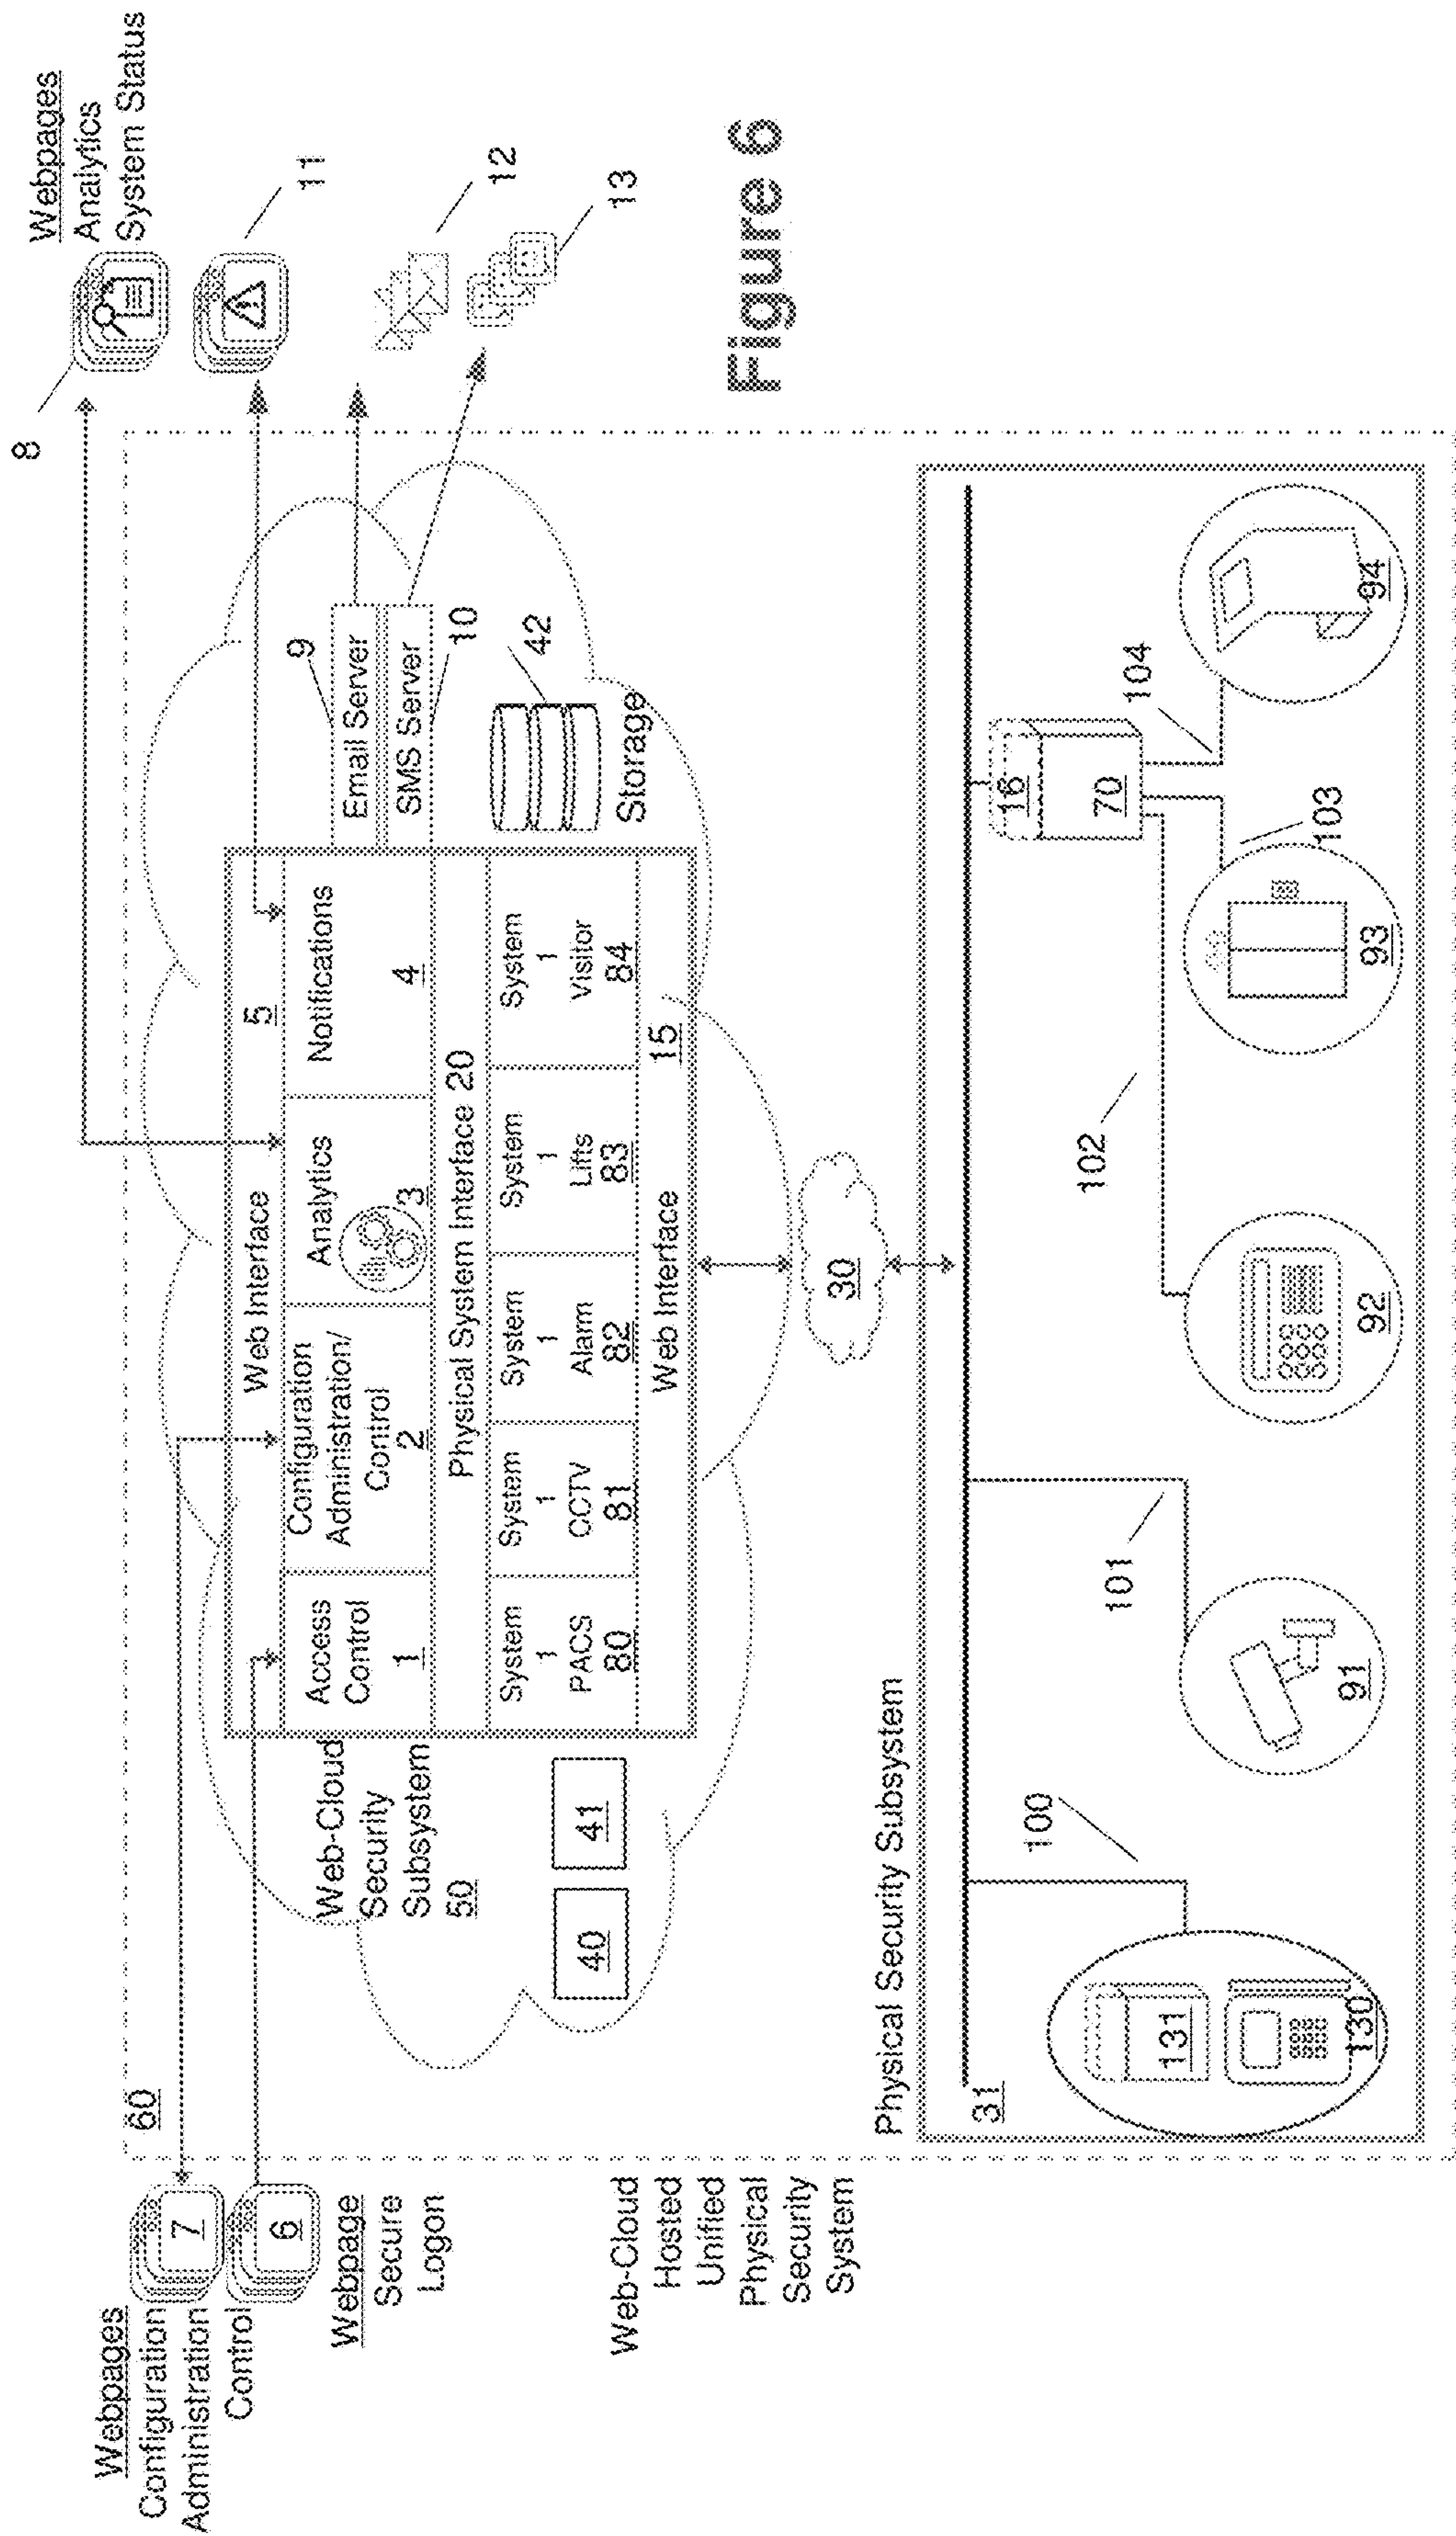 Webpages
Configuration
Administration
Control
7
6
Webpage
Secure
Logon
Web-Cloud
Hosted
Unified
Physical
Security
System
60
Web-Cloud
Security
Subsystem
50
40
41
Web Interface 5
Access
Control
1
Configuration
Administration/
Control
2
Analytics
3
Notifications
4
Physical System Interface 20
System
1
PACS
80
System
1
CCTV
81
System
1
Alarm
82
System
1
Lifts
83
System
1
Visitor
84
Web Interface 15
9
Email Server
SMS Server
10
42
Storage
8
Webpages
Analytics
System Status
11
12
13
30
Physical Security Subsystem
31
100
131
130
101
91
102
92
103
93
104
94
16
70
Figure 6